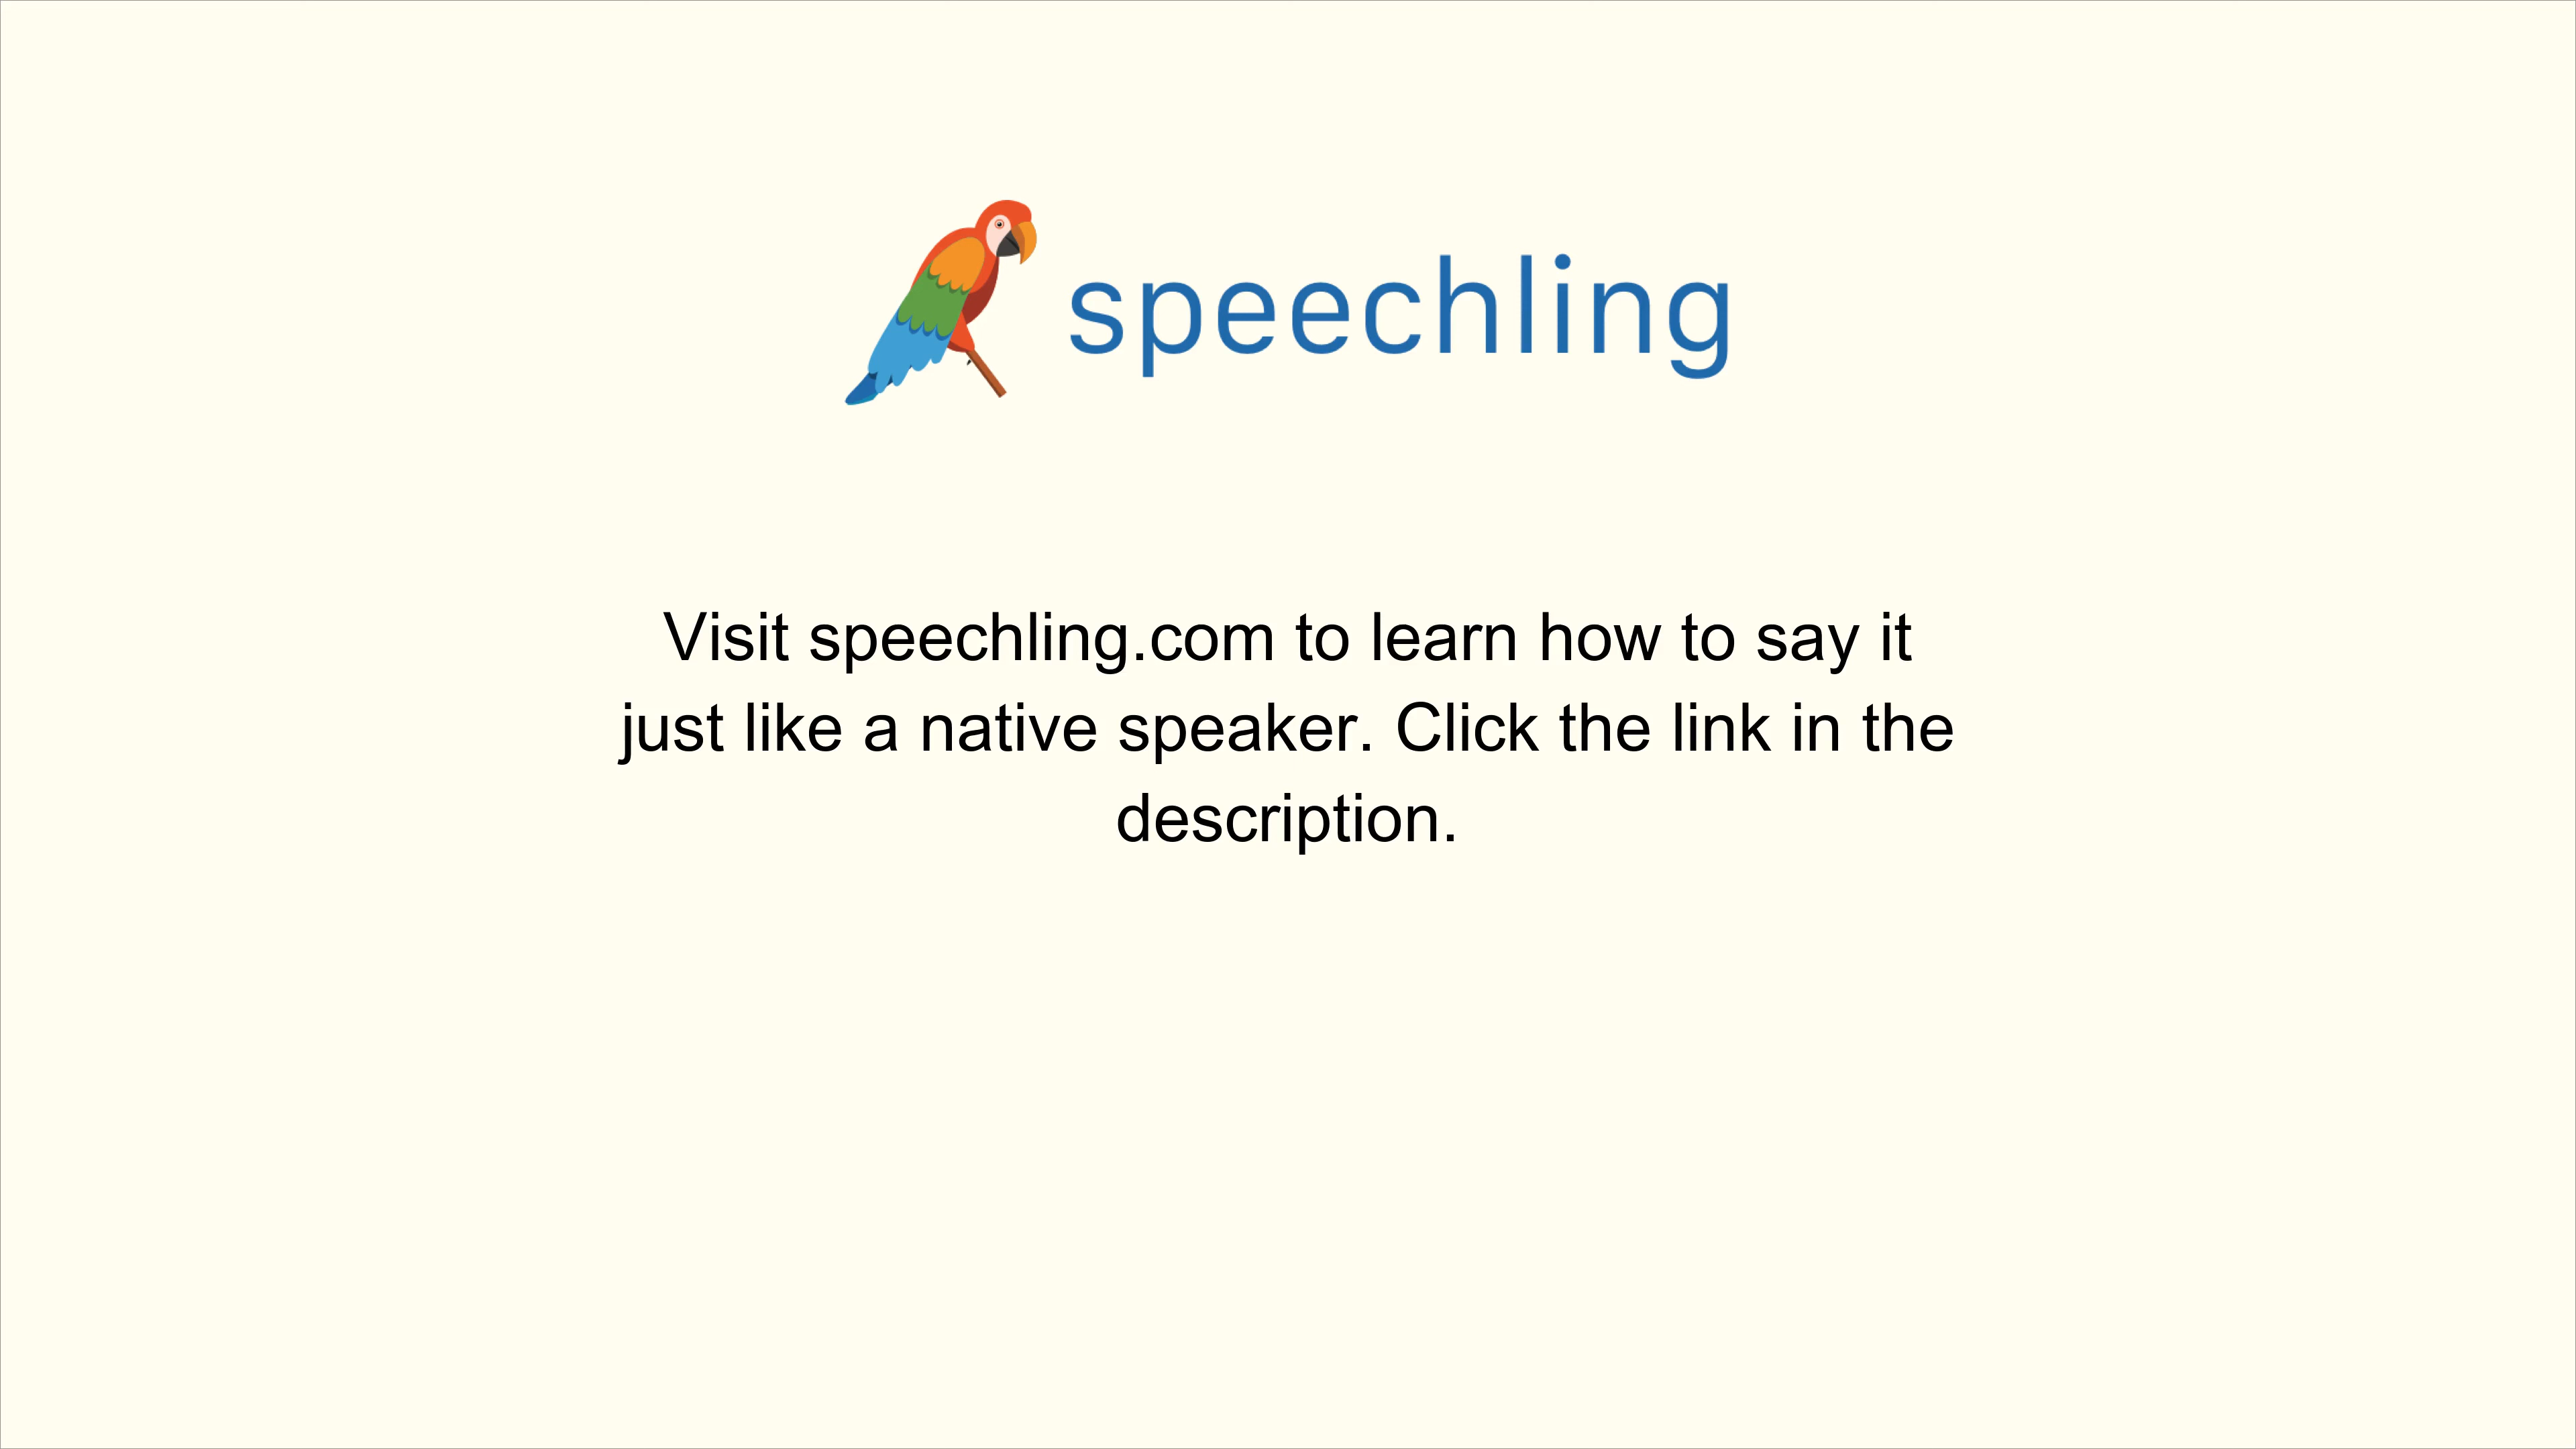 speechling
Visit speechling.com to learn how to say it
just like a native speaker. Click the link in the
description.